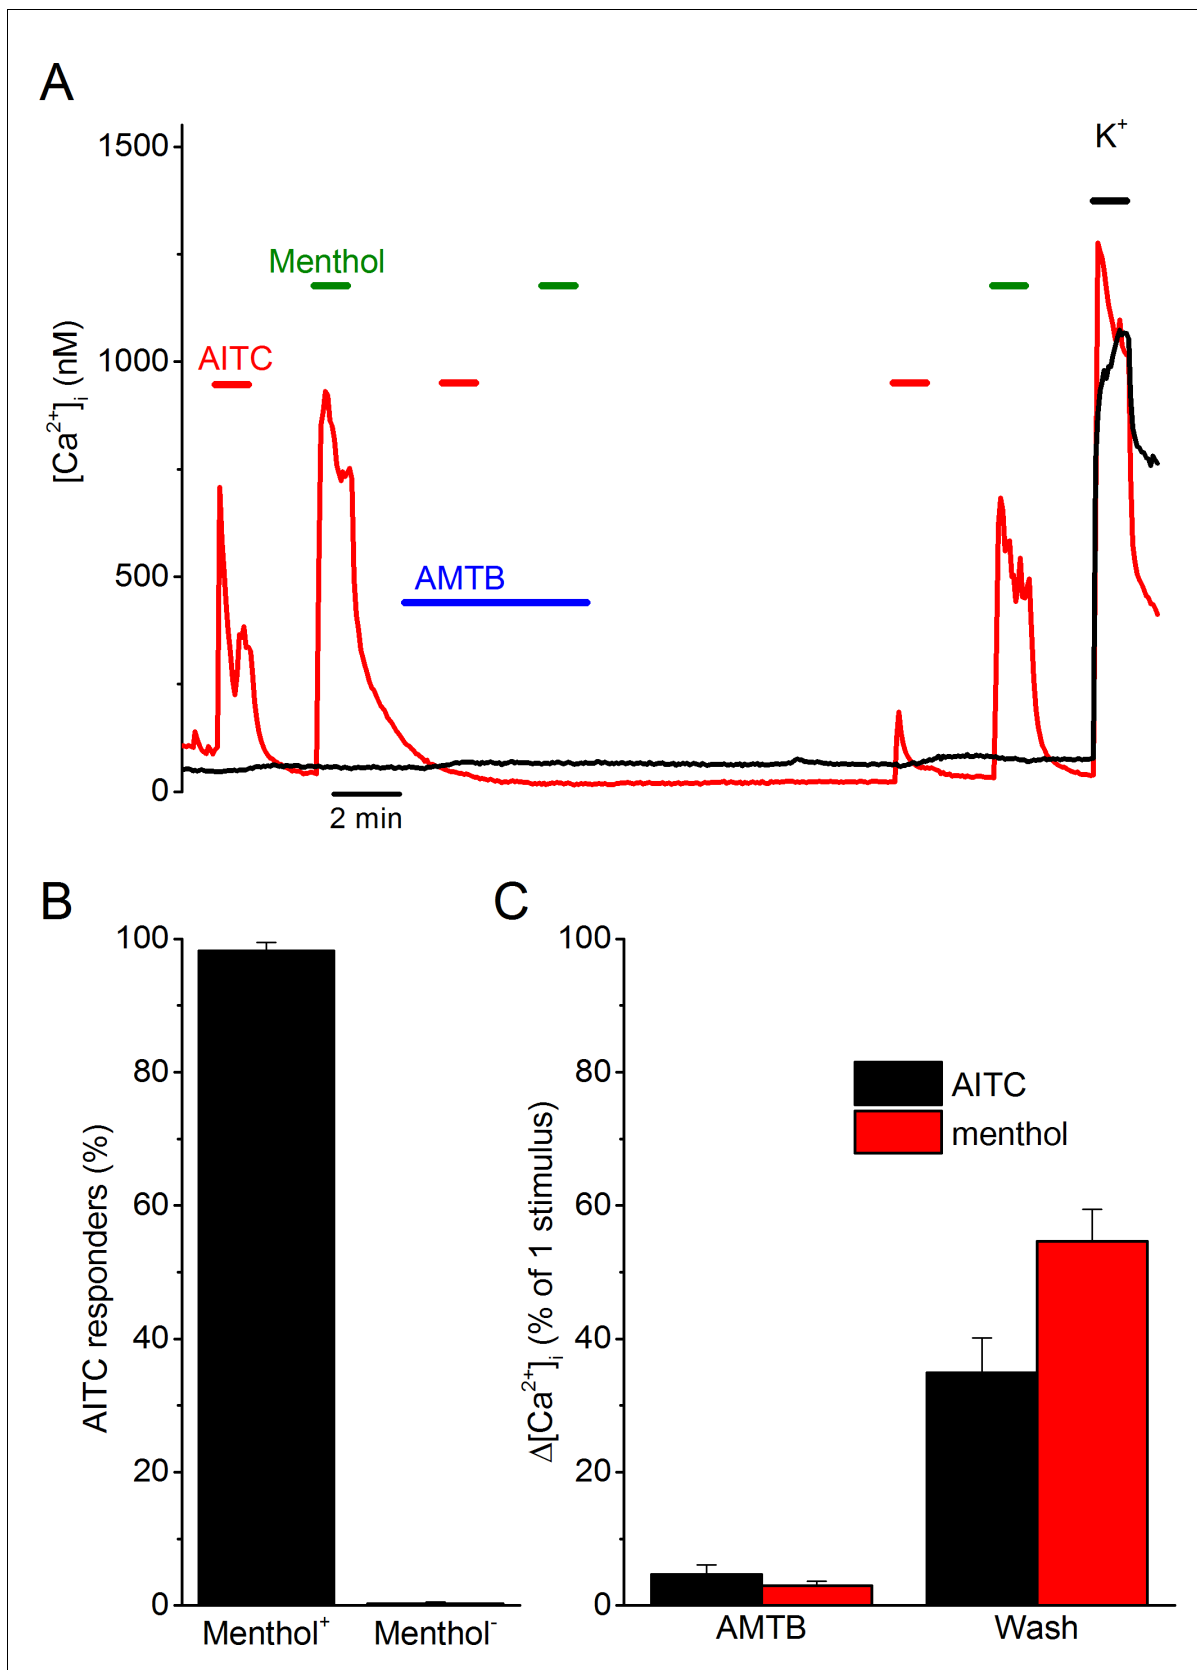 A
K⁺
1500
1000
500
0
[Ca²⁺]ᵢ (nM)
Menthol
AITC
AMTB
2 min
B
100
80
60
40
20
0
AITC responders (%)
Menthol⁺
Menthol⁻
C
100
80
60
40
20
0
Δ[Ca²⁺]ᵢ (% of 1 stimulus)
AITC
menthol
AMTB
Wash